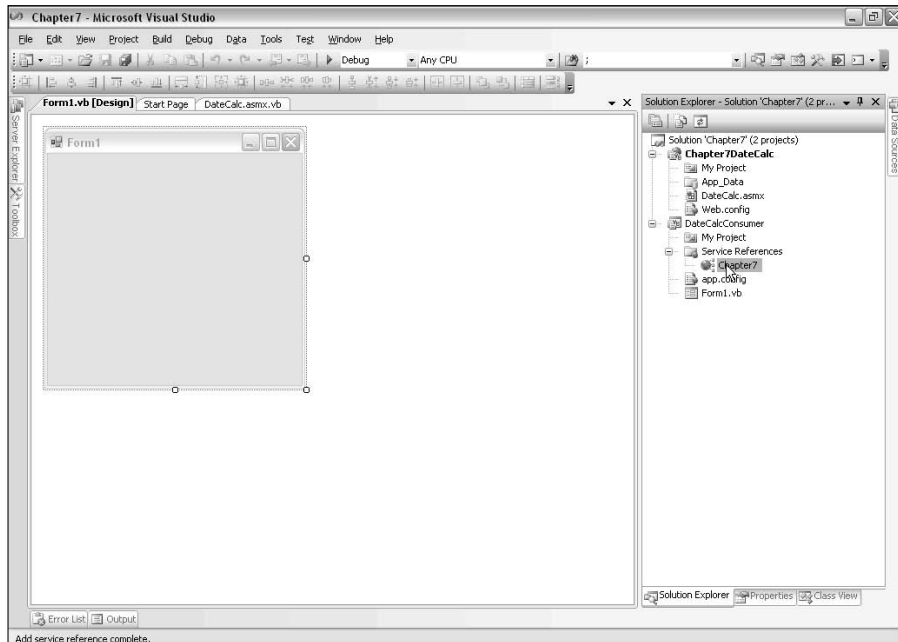 Chapter7 - Microsoft Visual Studio
File Edit View Project Build Debug Data Tools Test Window Help
Debug Any CPU ;
Form1.vb [Design] Start Page DateCalc.asmx.vb
Server Explorer
Toolbox
Form1
Solution Explorer - Solution 'Chapter7' (2 pr...
Solution 'Chapter7' (2 projects)
Chapter7DateCalc
My Project
App_Data
DateCalc.asmx
Web.config
DateCalcConsumer
My Project
Service References
Chapter7
app.config
Form1.vb
Data Sources
Solution Explorer Properties Class View
Error List Output
Add service reference complete.